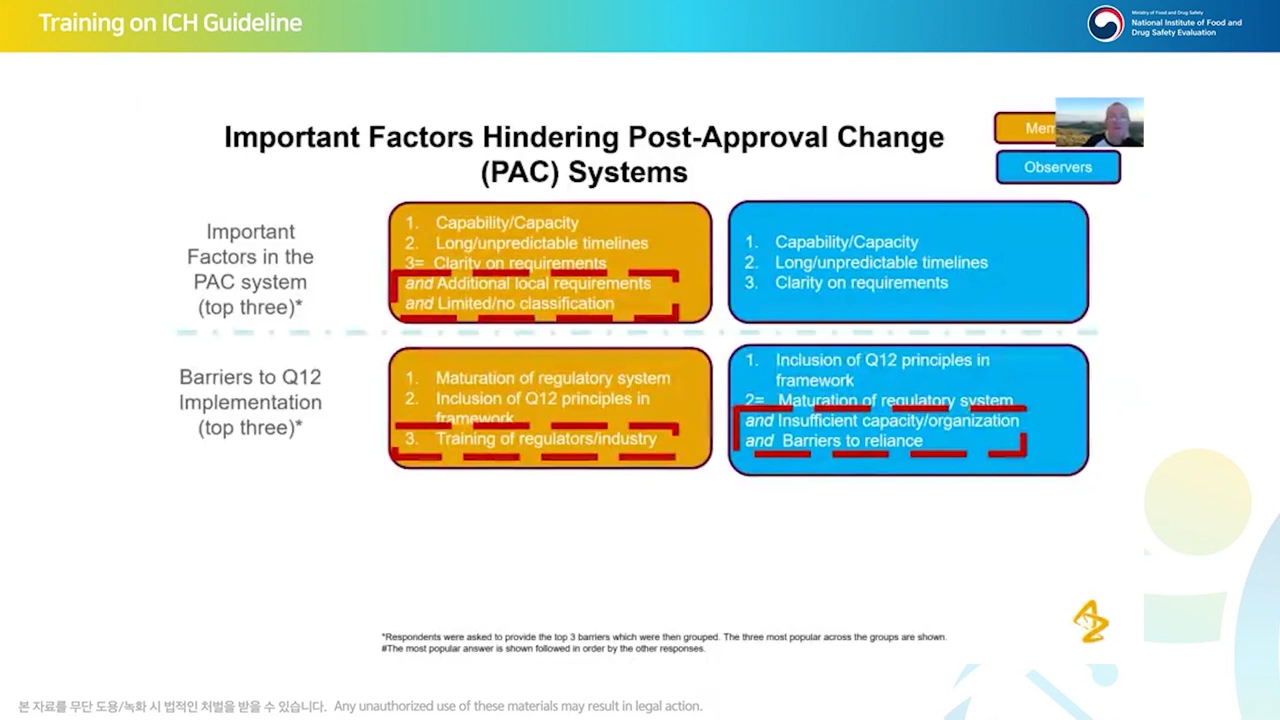 Training on ICH Guideline
Ministry of Food and Drug Safety
National Institute of Food and
Drug Safety Evaluation
Important Factors Hindering Post-Approval Change
(PAC) Systems
Mem
Observers
Important
Factors in the
PAC system
(top three)*
1. Capability/Capacity
2. Long/unpredictable timelines
3= Clarity on requirements
and Additional local requirements
and Limited/no classification
1. Capability/Capacity
2. Long/unpredictable timelines
3. Clarity on requirements
Barriers to Q12
Implementation
(top three)*
1. Maturation of regulatory system
2. Inclusion of Q12 principles in
framework
3. Training of regulators/industry
1. Inclusion of Q12 principles in
framework
2= Maturation of regulatory system
and Insufficient capacity/organization
and Barriers to reliance
*Respondents were asked to provide the top 3 barriers which were then grouped. The three most popular across the groups are shown.
#The most popular answer is shown followed in order by the other responses.
본 자료를 무단 도용/녹화 시 법적인 처벌을 받을 수 있습니다. Any unauthorized use of these materials may result in legal action.